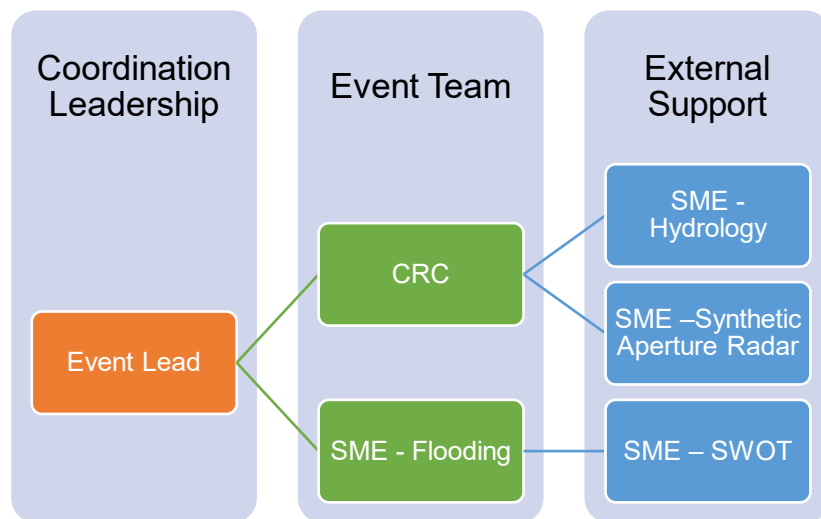 Coordination
Leadership
Event Team
External
Support
Event Lead
CRC
SME - Flooding
SME -
Hydrology
SME –Synthetic
Aperture Radar
SME – SWOT